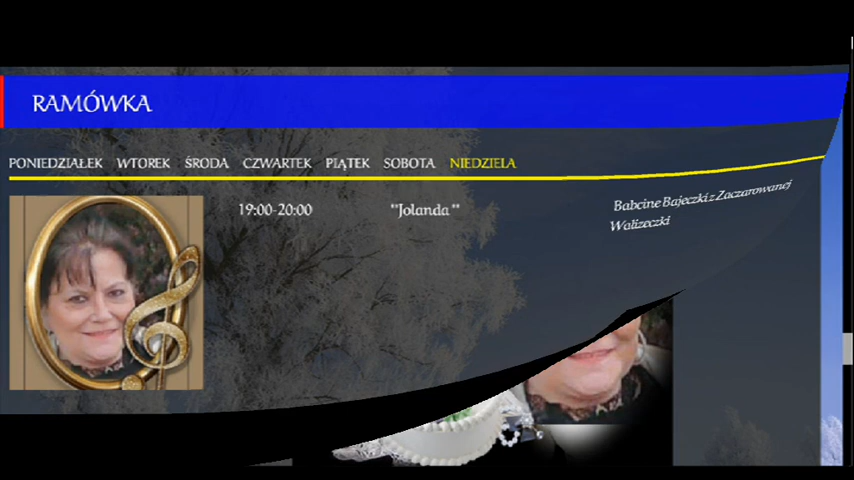 RAMÓWKA
PONIEDZIAŁEK WTOREK ŚRODA CZWARTEK PIĄTEK SOBOTA NIEDZIELA
19:00-20:00 "Jolanda" Babcine Bajeczki z Zaczarowanej
Walizeczki